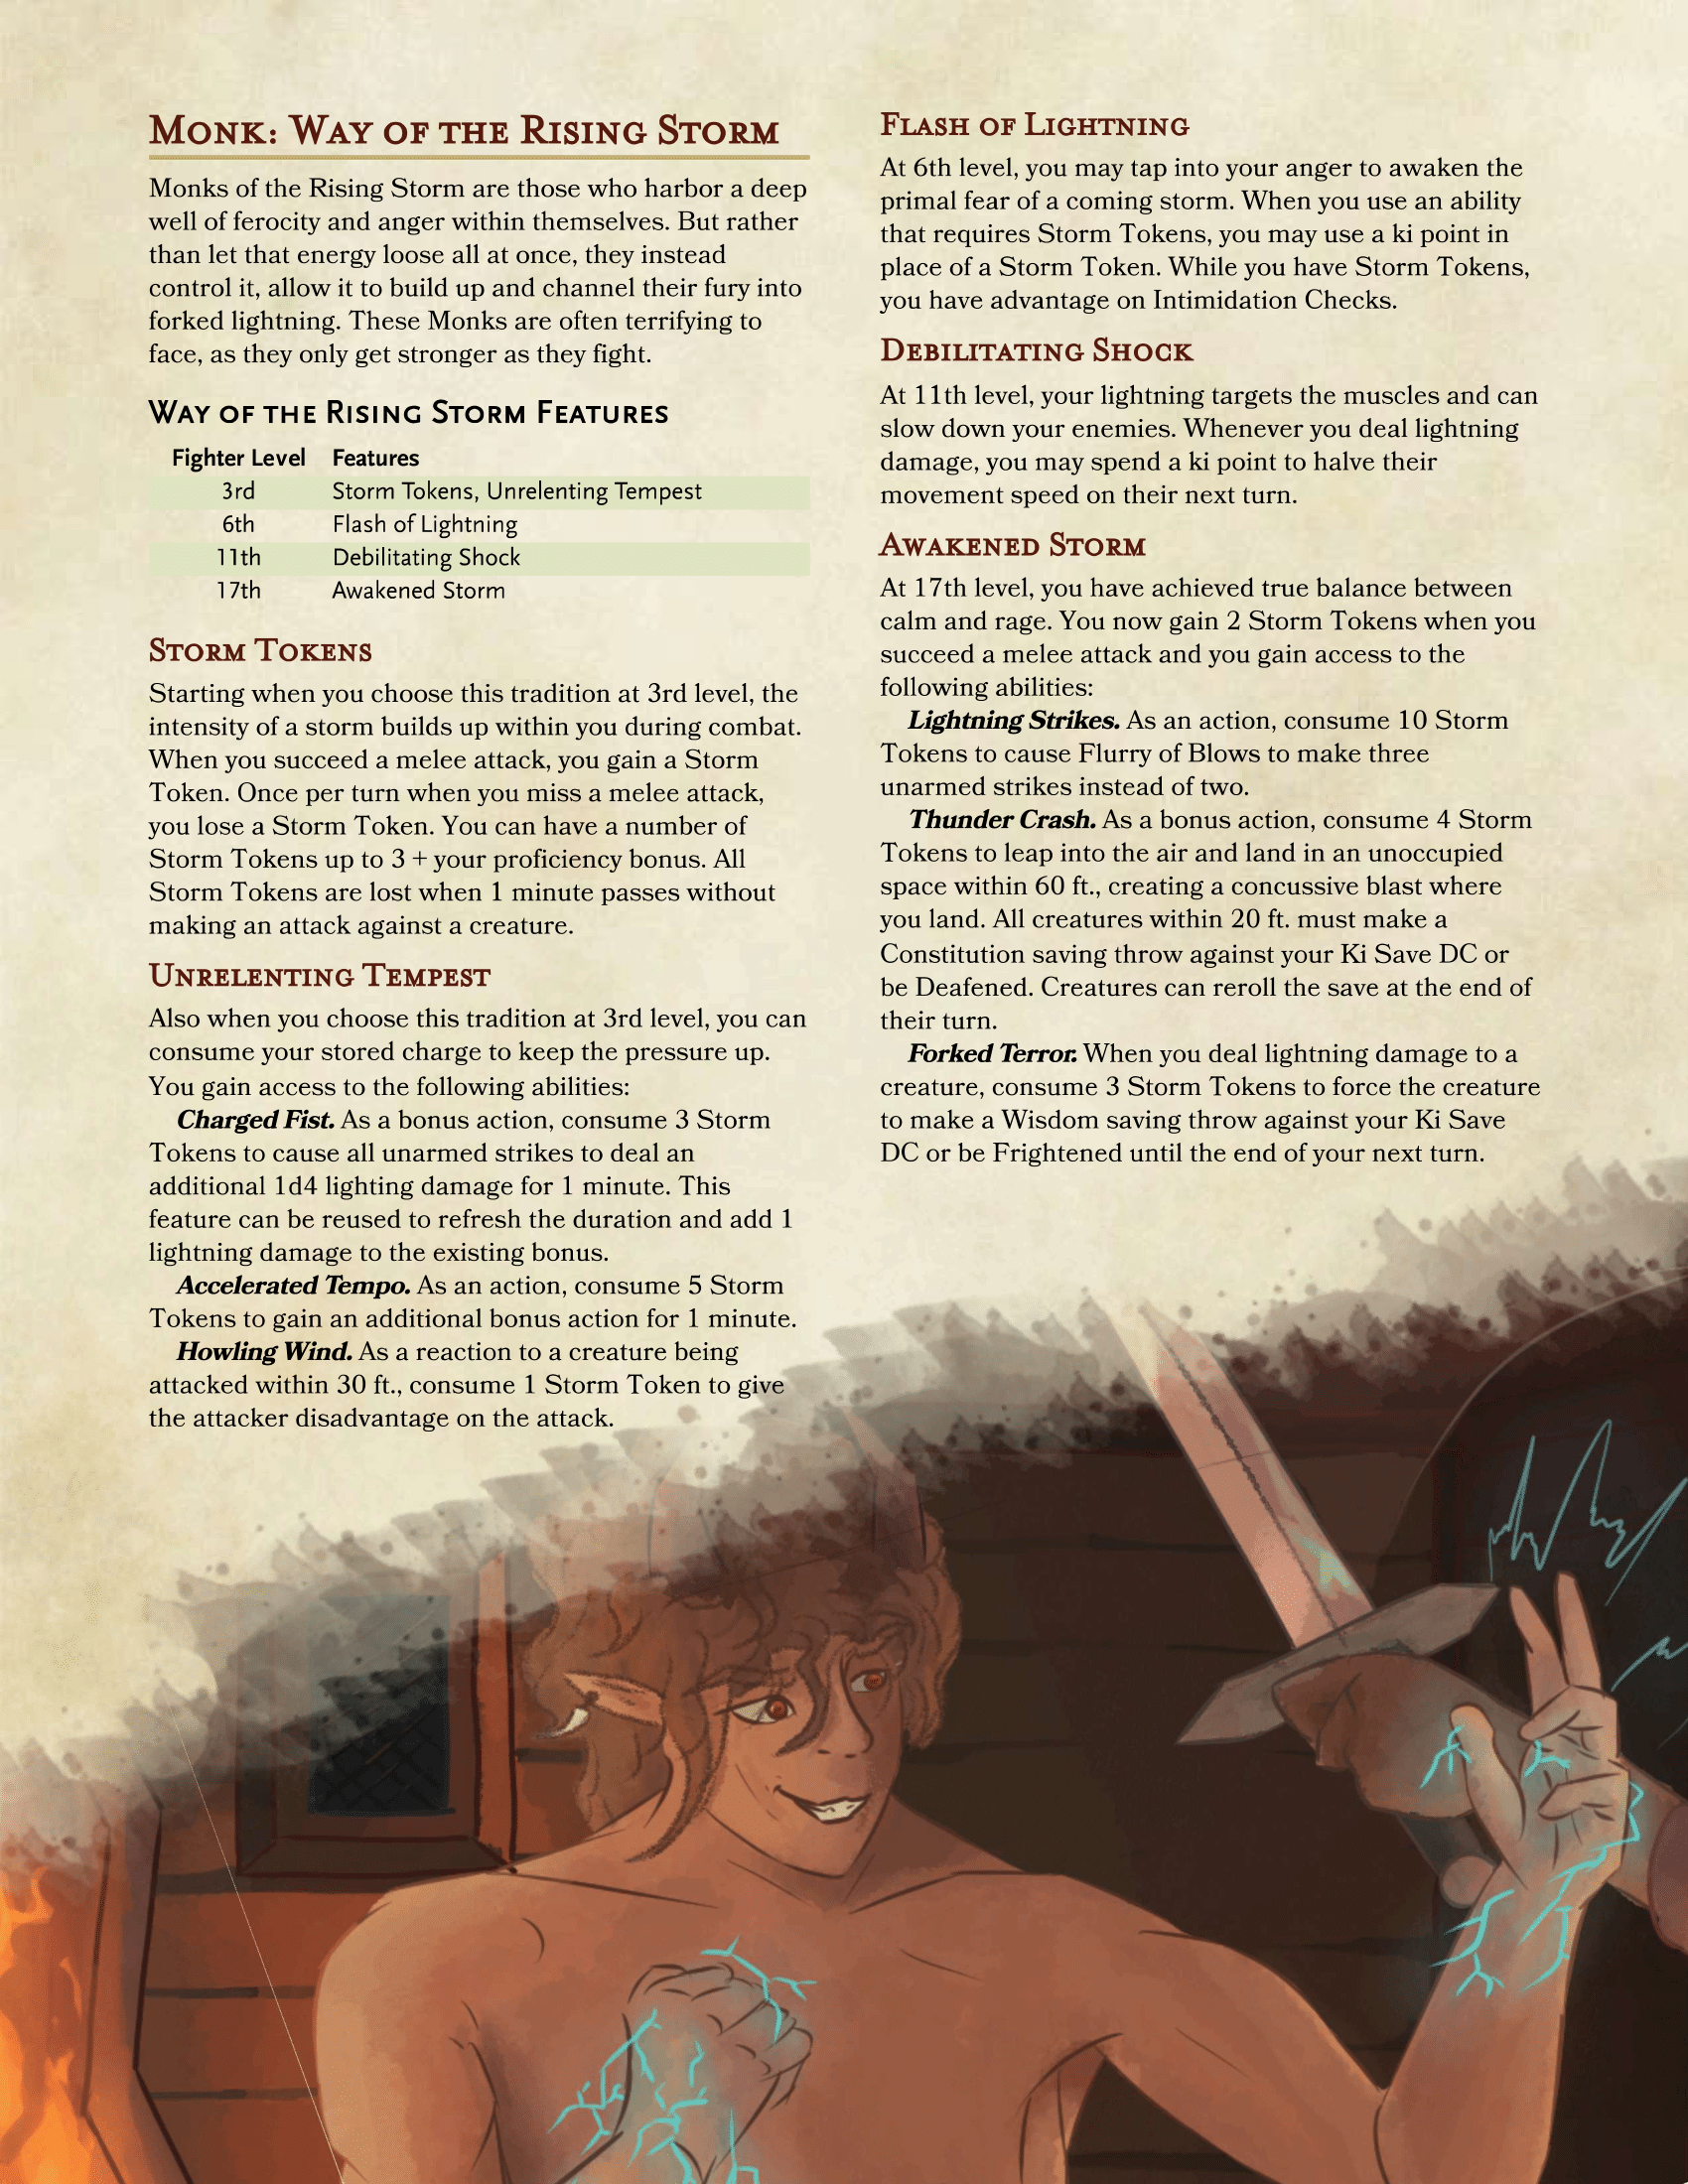 Monk: Way of the Rising Storm
Monks of the Rising Storm are those who harbor a deep
well of ferocity and anger within themselves. But rather
than let that energy loose all at once, they instead
control it, allow it to build up and channel their fury into
forked lightning. These Monks are often terrifying to
face, as they only get stronger as they fight.
Way of the Rising Storm Features
Fighter Level Features
3rd Storm Tokens, Unrelenting Tempest
6th Flash of Lightning
11th Debilitating Shock
17th Awakened Storm
Storm Tokens
Starting when you choose this tradition at 3rd level, the
intensity of a storm builds up within you during combat.
When you succeed a melee attack, you gain a Storm
Token. Once per turn when you miss a melee attack,
you lose a Storm Token. You can have a number of
Storm Tokens up to 3 + your proficiency bonus. All
Storm Tokens are lost when 1 minute passes without
making an attack against a creature.
Unrelenting Tempest
Also when you choose this tradition at 3rd level, you can
consume your stored charge to keep the pressure up.
You gain access to the following abilities:
Charged Fist. As a bonus action, consume 3 Storm
Tokens to cause all unarmed strikes to deal an
additional 1d4 lighting damage for 1 minute. This
feature can be reused to refresh the duration and add 1
lightning damage to the existing bonus.
Accelerated Tempo. As an action, consume 5 Storm
Tokens to gain an additional bonus action for 1 minute.
Howling Wind. As a reaction to a creature being
attacked within 30 ft., consume 1 Storm Token to give
the attacker disadvantage on the attack.
Flash of Lightning
At 6th level, you may tap into your anger to awaken the
primal fear of a coming storm. When you use an ability
that requires Storm Tokens, you may use a ki point in
place of a Storm Token. While you have Storm Tokens,
you have advantage on Intimidation Checks.
Debilitating Shock
At 11th level, your lightning targets the muscles and can
slow down your enemies. Whenever you deal lightning
damage, you may spend a ki point to halve their
movement speed on their next turn.
Awakened Storm
At 17th level, you have achieved true balance between
calm and rage. You now gain 2 Storm Tokens when you
succeed a melee attack and you gain access to the
following abilities:
Lightning Strikes. As an action, consume 10 Storm
Tokens to cause Flurry of Blows to make three
unarmed strikes instead of two.
Thunder Crash. As a bonus action, consume 4 Storm
Tokens to leap into the air and land in an unoccupied
space within 60 ft., creating a concussive blast where
you land. All creatures within 20 ft. must make a
Constitution saving throw against your Ki Save DC or
be Deafened. Creatures can reroll the save at the end of
their turn.
Forked Terror. When you deal lightning damage to a
creature, consume 3 Storm Tokens to force the creature
to make a Wisdom saving throw against your Ki Save
DC or be Frightened until the end of your next turn.